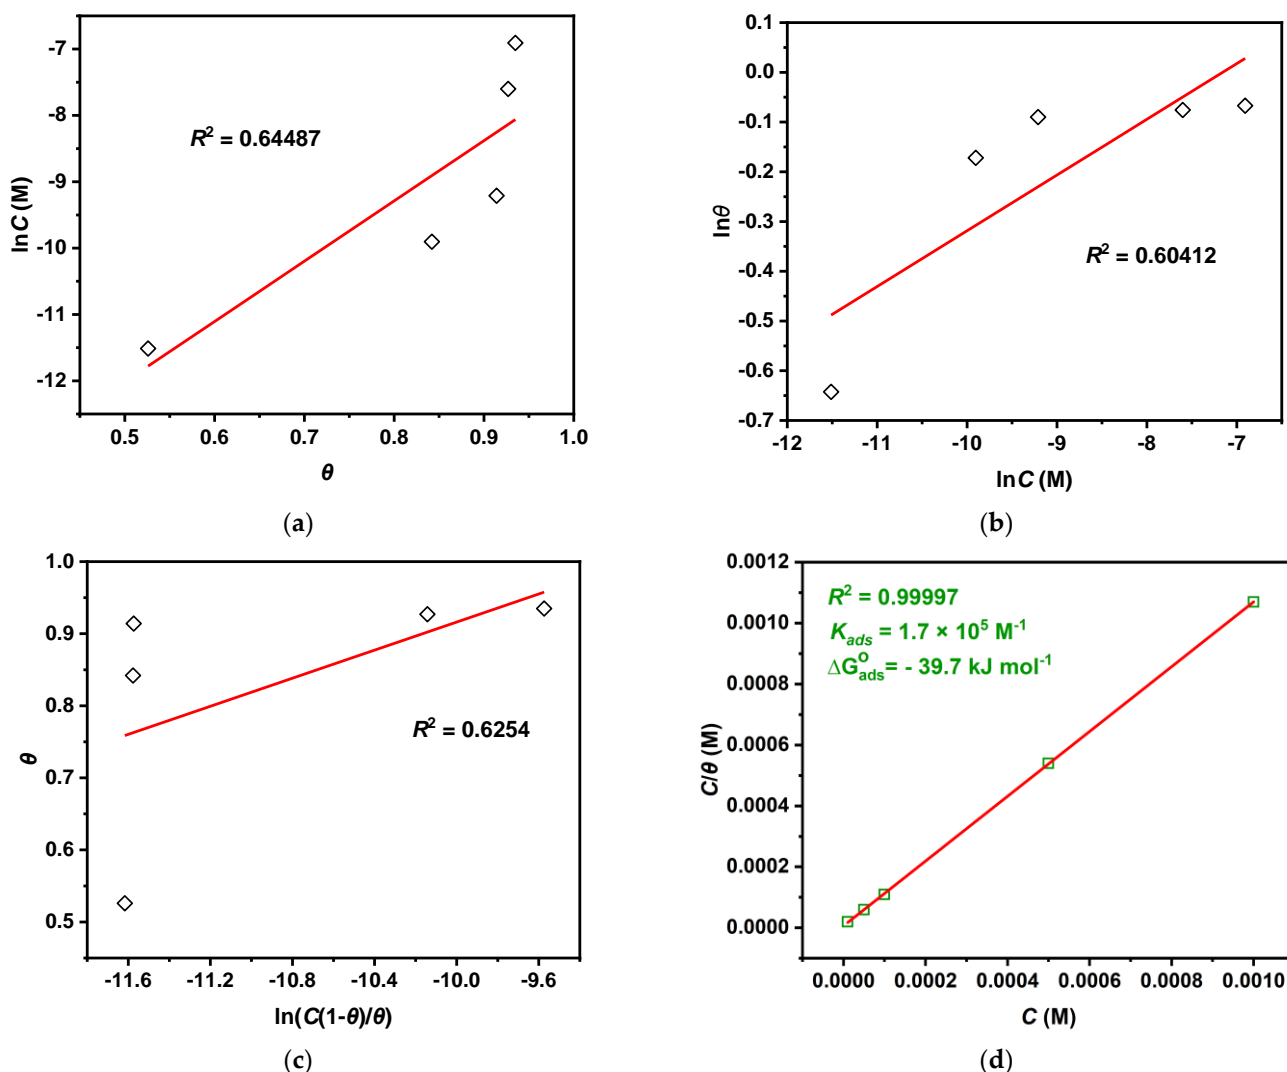 -7
-8
-9
-10
-11
-12
lnC (M)
R² = 0.64487
0.5 0.6 0.7 0.8 0.9 1.0
θ
(a)
0.1
0.0
-0.1
-0.2
-0.3
-0.4
-0.5
-0.6
-0.7
lnθ
R² = 0.60412
-12 -11 -10 -9 -8 -7
lnC (M)
(b)
1.0
0.9
0.8
0.7
0.6
0.5
θ
R² = 0.6254
-11.6 -11.2 -10.8 -10.4 -10.0 -9.6
ln(C(1-θ)/θ)
(c)
0.0012
0.0010
0.0008
0.0006
0.0004
0.0002
0.0000
C/θ (M)
R² = 0.99997
K_ads = 1.7 × 10⁵ M⁻¹
ΔG°_ads = - 39.7 kJ mol⁻¹
0.0000 0.0002 0.0004 0.0006 0.0008 0.0010
C (M)
(d)